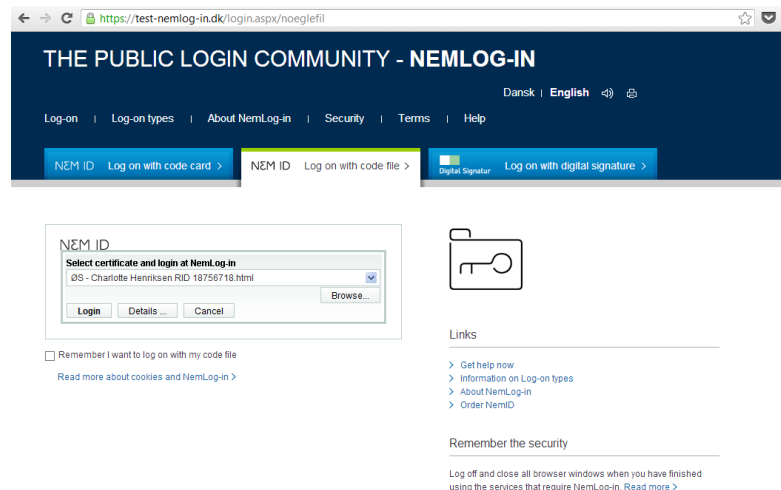 https://test-nemlog-in.dk/login.aspx/noeglefil
THE PUBLIC LOGIN COMMUNITY - NEMLOG-IN
Dansk | English
Log-on | Log-on types | About NemLog-in | Security | Terms | Help
NΣM ID Log on with code card >
NΣM ID Log on with code file >
Digital Signatur Log on with digital signature >
NΣM ID
Select certificate and login at NemLog-in
ØS - Charlotte Henriksen RID 18756718.html
Browse...
Login Details ... Cancel
Remember I want to log on with my code file
Read more about cookies and NemLog-in >
Links
> Get help now
> Information on Log-on types
> About NemLog-in
> Order NemID
Remember the security
Log off and close all browser windows when you have finished
using the services that require NemLog-in. Read more >